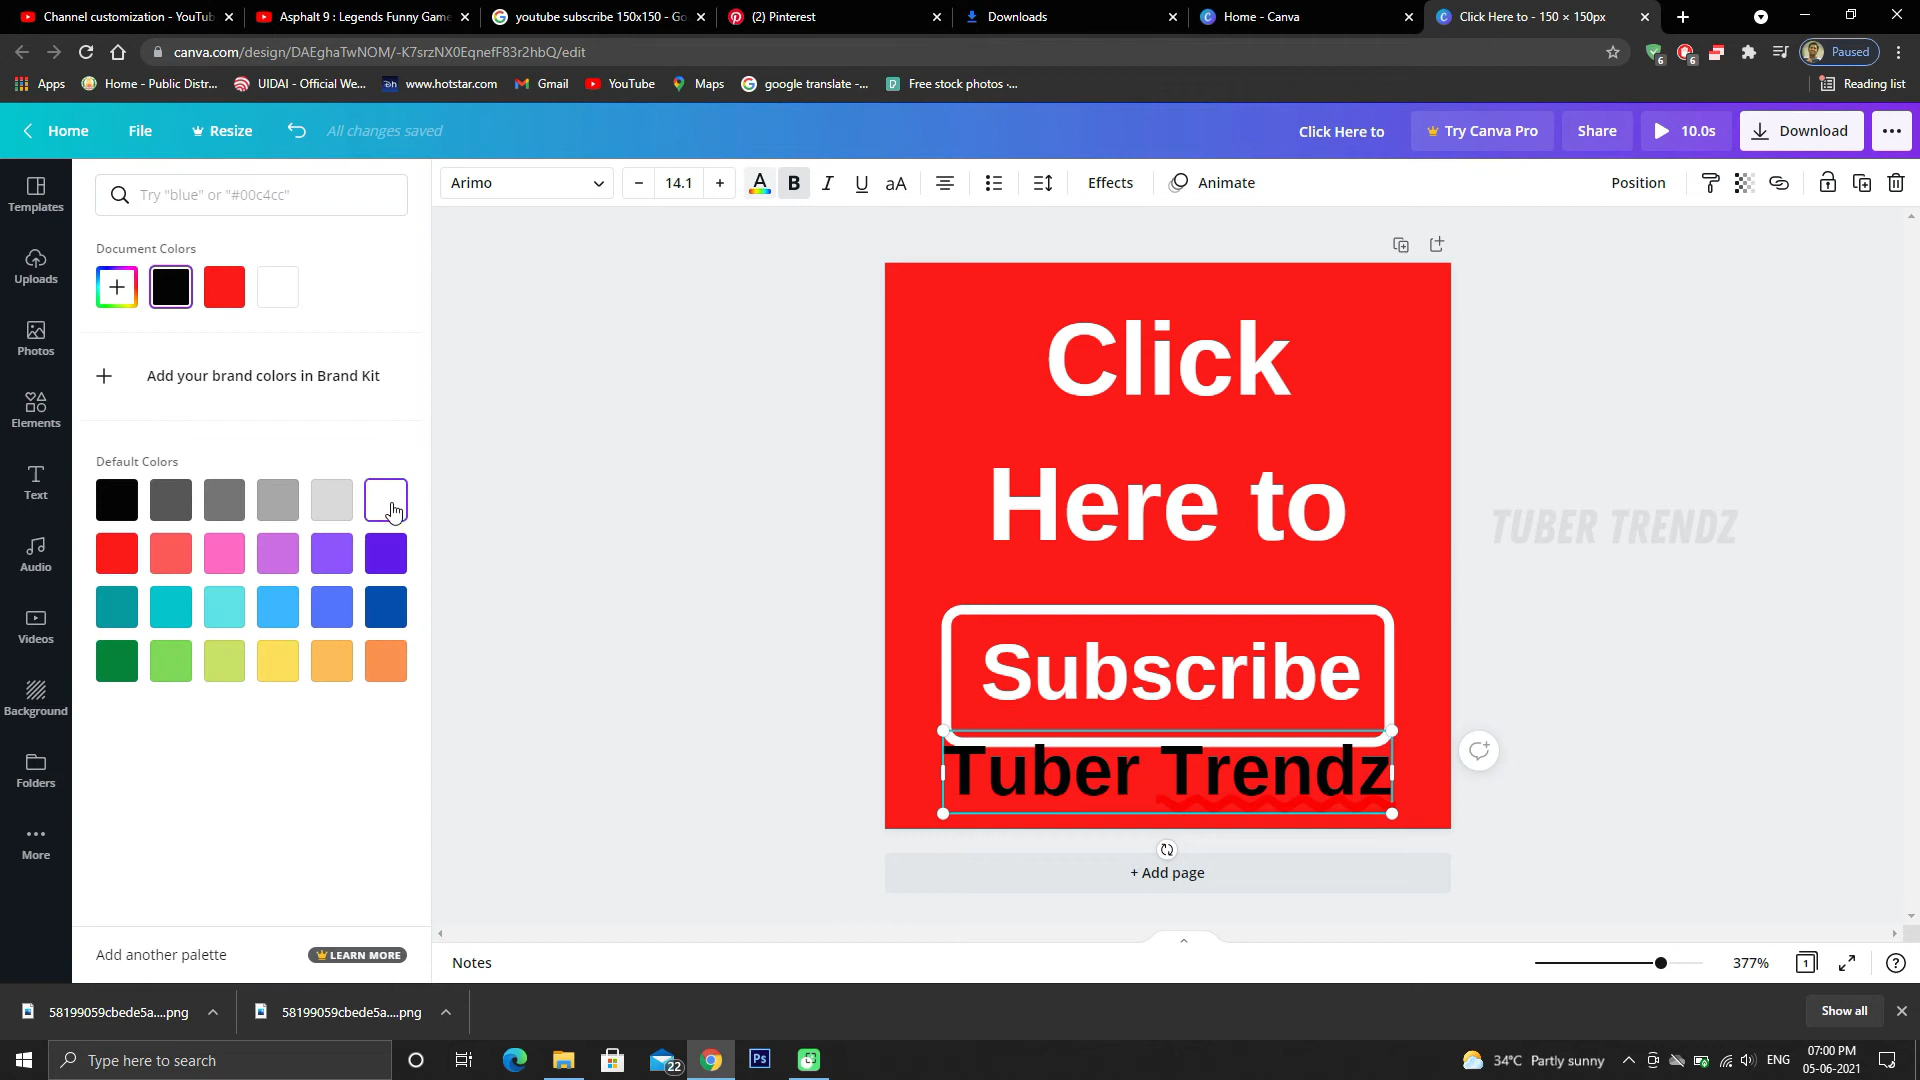 Channel customization - YouTub
Asphalt 9 : Legends Funny Game
youtube subscribe 150x150 - Go
(2) Pinterest
Downloads
Home - Canva
Click Here to - 150 × 150px
canva.com/design/DAEghaTwNOM/-K7srzNX0EqnefF83r2hbQ/edit
6
6
Paused
Apps
Home - Public Distr...
UIDAI - Official We...
www.hotstar.com
Gmail
YouTube
Maps
google translate -...
Free stock photos -...
Reading list
Home
File
Resize
All changes saved
Click Here to
Try Canva Pro
Share
10.0s
Download
Templates
Uploads
Photos
Elements
Text
Audio
Videos
Background
Folders
More
Try "blue" or "#00c4cc"
Document Colors
Add your brand colors in Brand Kit
Default Colors
Add another palette
LEARN MORE
Arimo
14.1
A
B
I
U
aA
Effects
Animate
Position
Click
Here to
Subscribe
Tuber Trendz
TUBER TRENDZ
+ Add page
Notes
377%
1
58199059cbede5a....png
58199059cbede5a....png
Show all
Type here to search
22
Ps
34°C Partly sunny
ENG
07:00 PM
05-06-2021